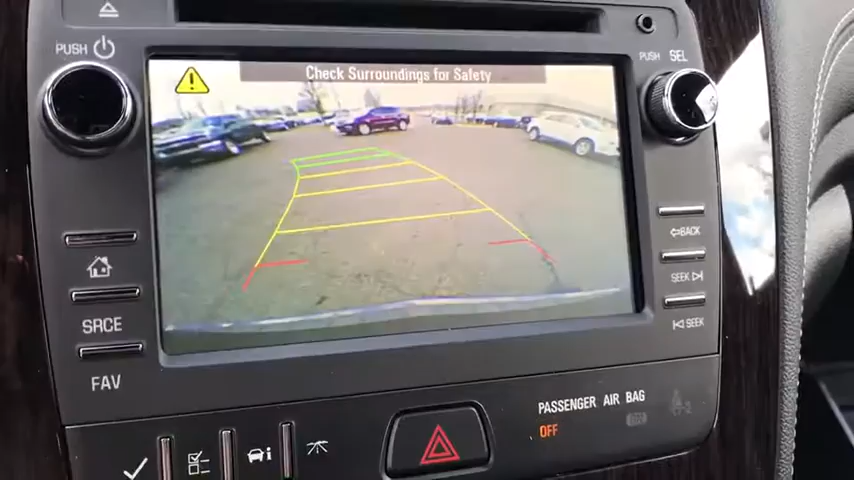 PUSH
PUSH SEL
Check Surroundings for Safety
BACK
SRCE
SEEK
SEEK
FAV
PASSENGER AIR BAG
OFF
i